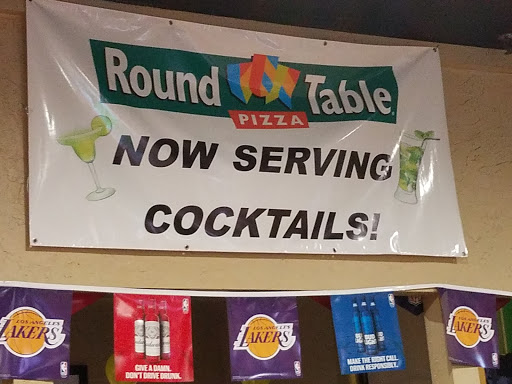 Round Table
PIZZA
NOW SERVING
COCKTAILS!
LOS ANGELES
LAKERS
GIVE A DAMN.
DON'T DRIVE DRUNK.
LOS ANGELES
LAKERS
MAKE THE RIGHT CALL.
DRINK RESPONSIBLY.
LOS ANGELES
LAKERS